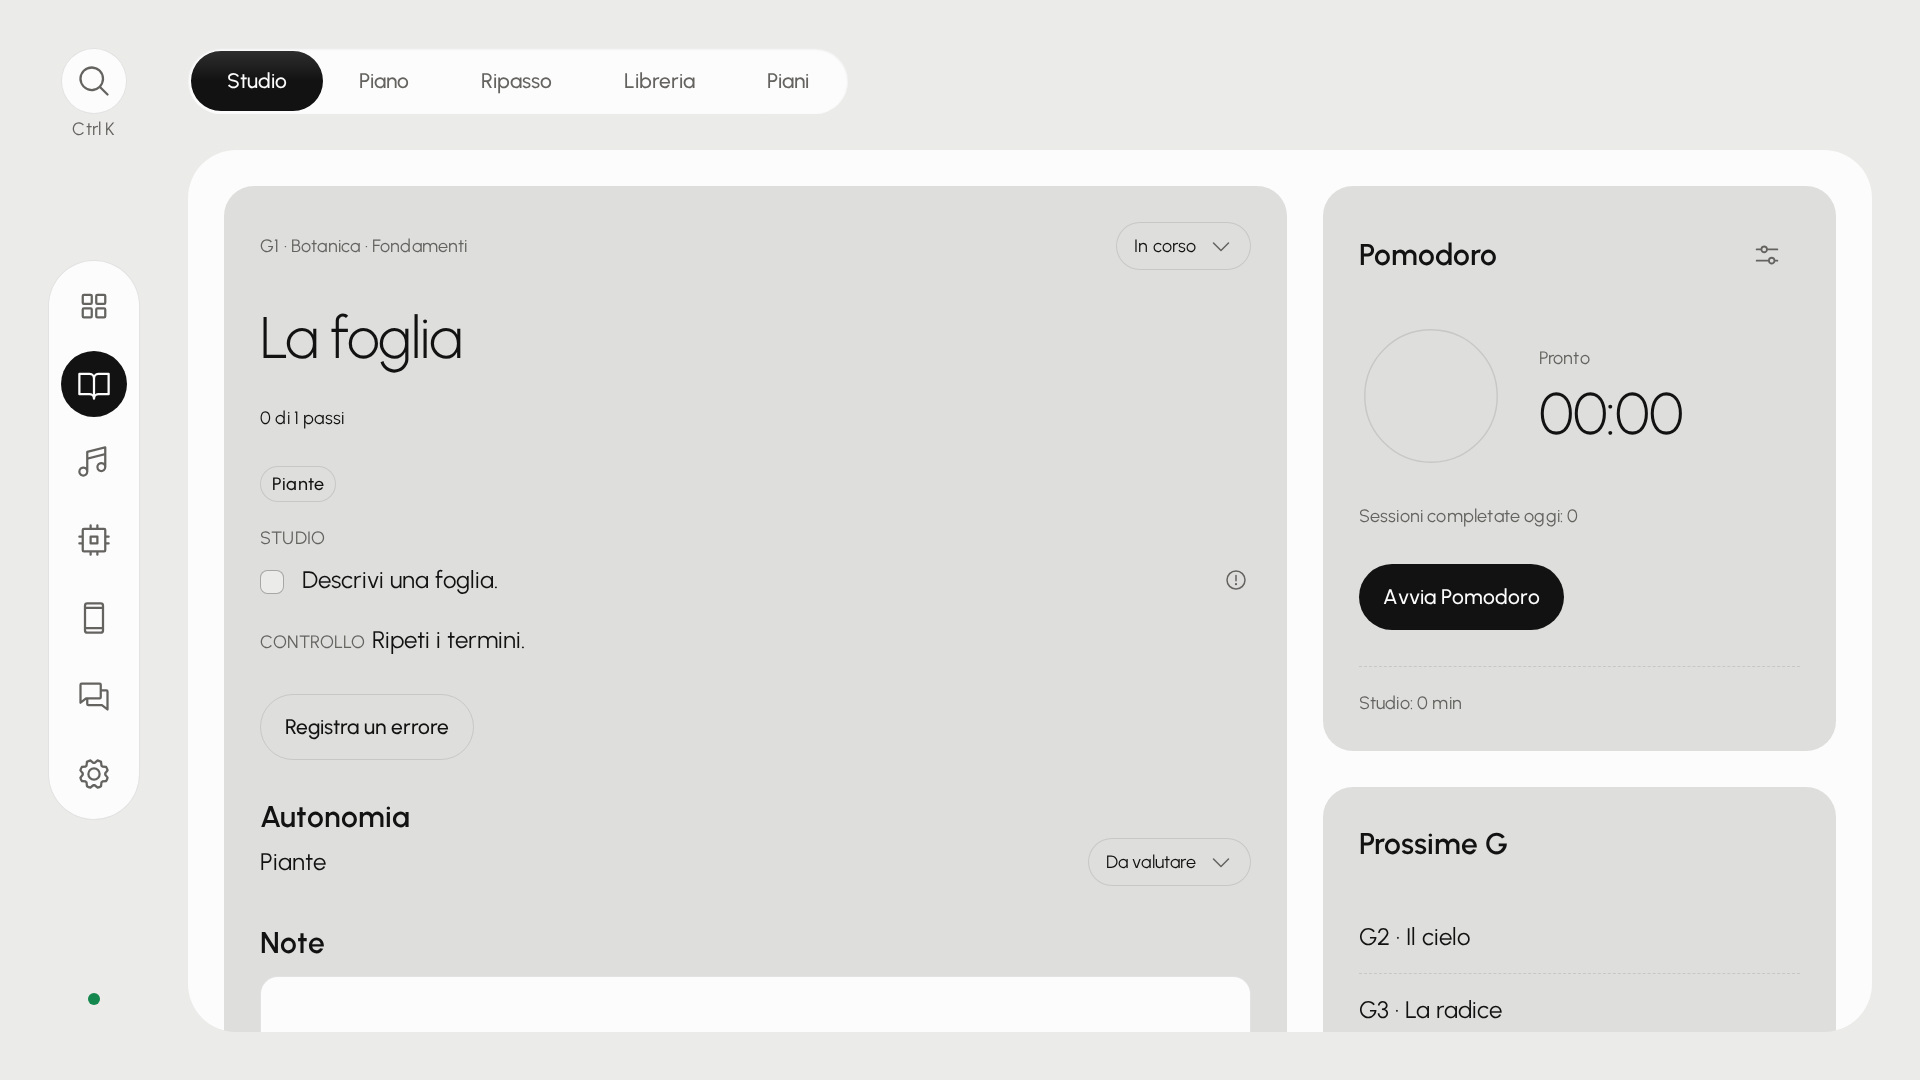 Ctrl K
Studio
Piano
Ripasso
Libreria
Piani
G1 · Botanica · Fondamenti
In corso
La foglia
0 di 1 passi
Piante
STUDIO
Descrivi una foglia.
CONTROLLO Ripeti i termini.
Registra un errore
Autonomia
Piante
Da valutare
Note
Pomodoro
Pronto
00:00
Sessioni completate oggi: 0
Avvia Pomodoro
Studio: 0 min
Prossime G
G2 · Il cielo
G3 · La radice